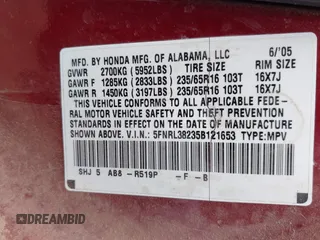 MFD. BY HONDA MFG. OF ALABAMA, LLC 6/'05
GVWR 2700KG (5952LBS) TIRE SIZE RIM SIZE
GAWR F 1285KG (2833LBS) 235/65R16 103T 16X7J
GAWR R 1450KG (3197LBS) 235/65R16 103T 16X7J
THIS VEHICLE CONFORMS TO ALL APPLICABLE FEDE-
RAL MOTOR VEHICLE SAFETY AND THEFT PREVENTION
STANDARDS IN EFFECT ON THE DATE OF MANUFACTURE
SHOWN ABOVE.
V.I.N.: 5FNRL38235B121653 TYPE:MPV
SHJ 5 AB8 - R519P -F -B
DREAMBID